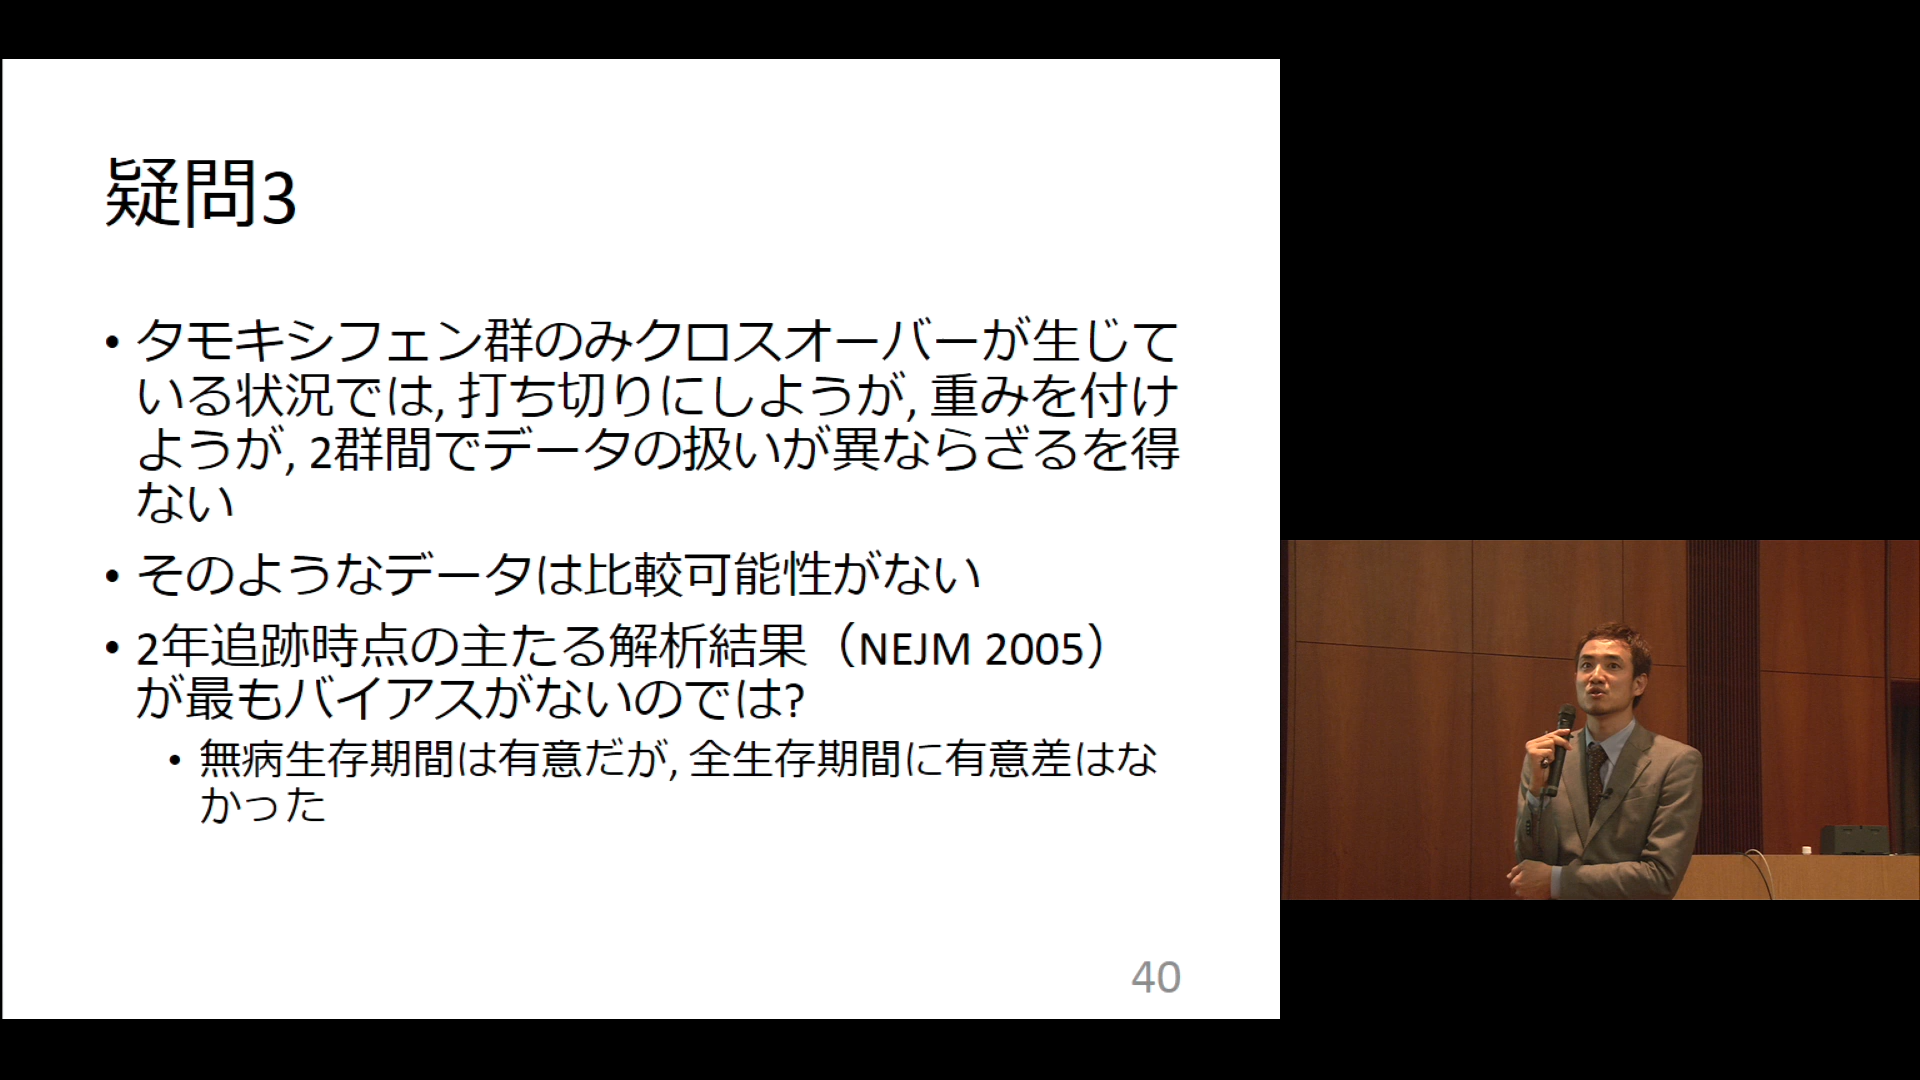 疑問3
• タモキシフェン群のみクロスオーバーが生じて
いる状況では, 打ち切りにしようが, 重みを付け
ようが, 2群間でデータの扱いが異ならざるを得
ない
• そのようなデータは比較可能性がない
• 2年追跡時点の主たる解析結果（NEJM 2005）
が最もバイアスがないのでは?
• 無病生存期間は有意だが, 全生存期間に有意差はな
かった
40